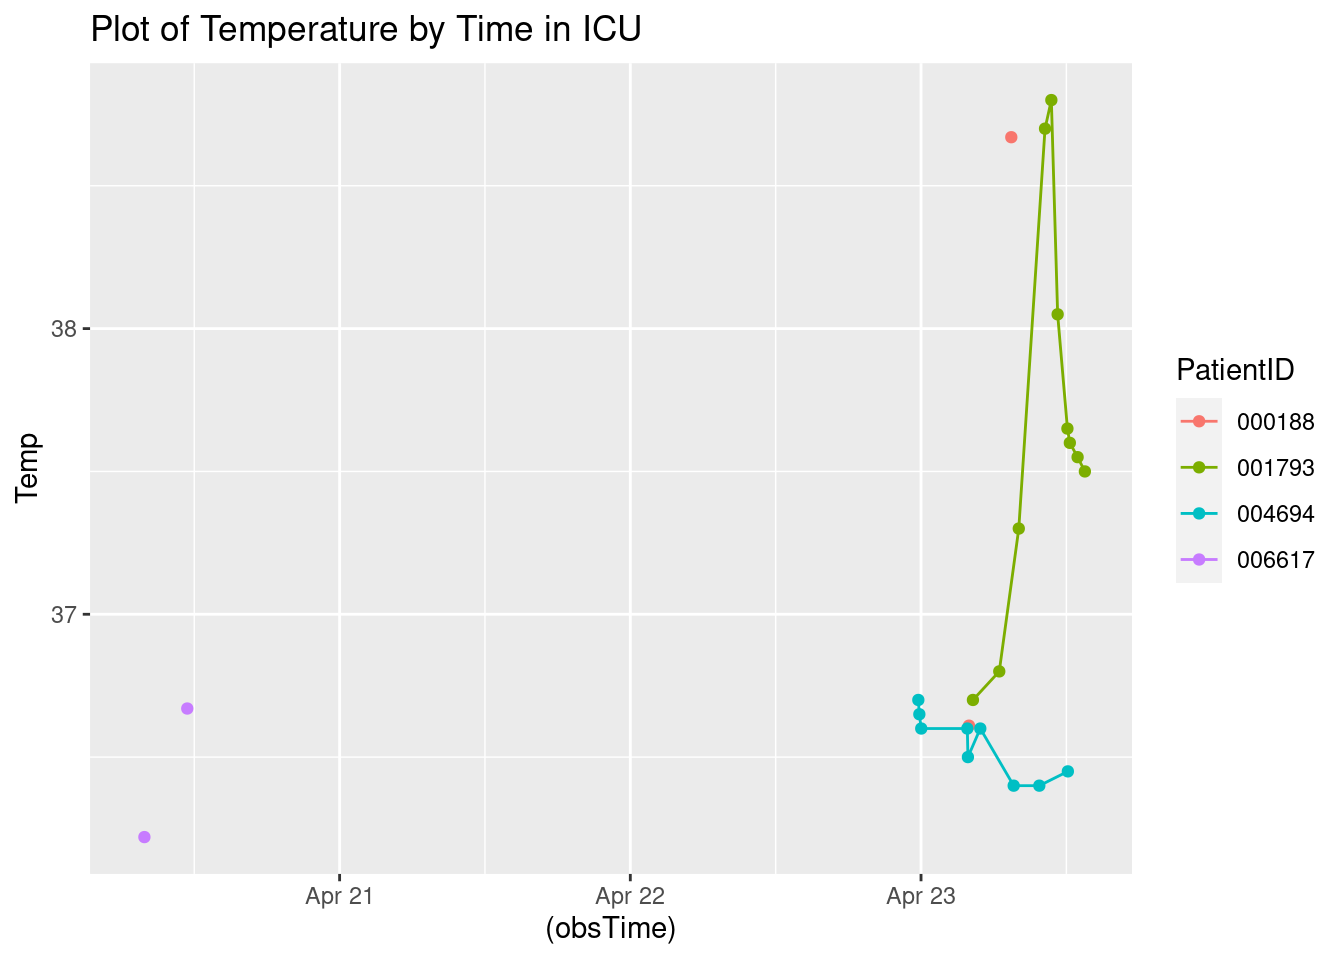 Plot of Temperature by Time in ICU
38
37
Temp
Apr 21
Apr 22
Apr 23
(obsTime)
PatientID
000188
001793
004694
006617